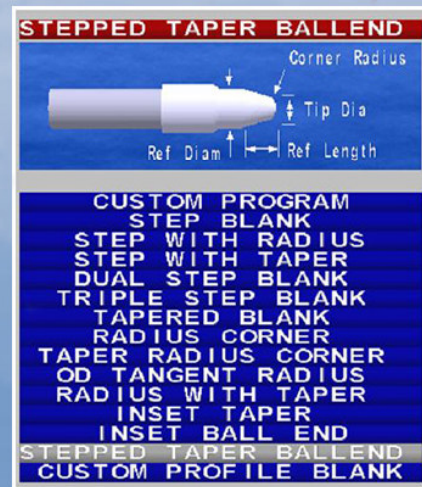 STEPPED TAPER BALLEND
Corner Radius
Tip Dia
Ref Diam
Ref Length
CUSTOM PROGRAM
STEP BLANK
STEP WITH RADIUS
STEP WITH TAPER
DUAL STEP BLANK
TRIPLE STEP BLANK
TAPERED BLANK
RADIUS CORNER
TAPER RADIUS CORNER
OD TANGENT RADIUS
RADIUS WITH TAPER
INSET TAPER
INSET BALL END
STEPPED TAPER BALLEND
CUSTOM PROFILE BLANK